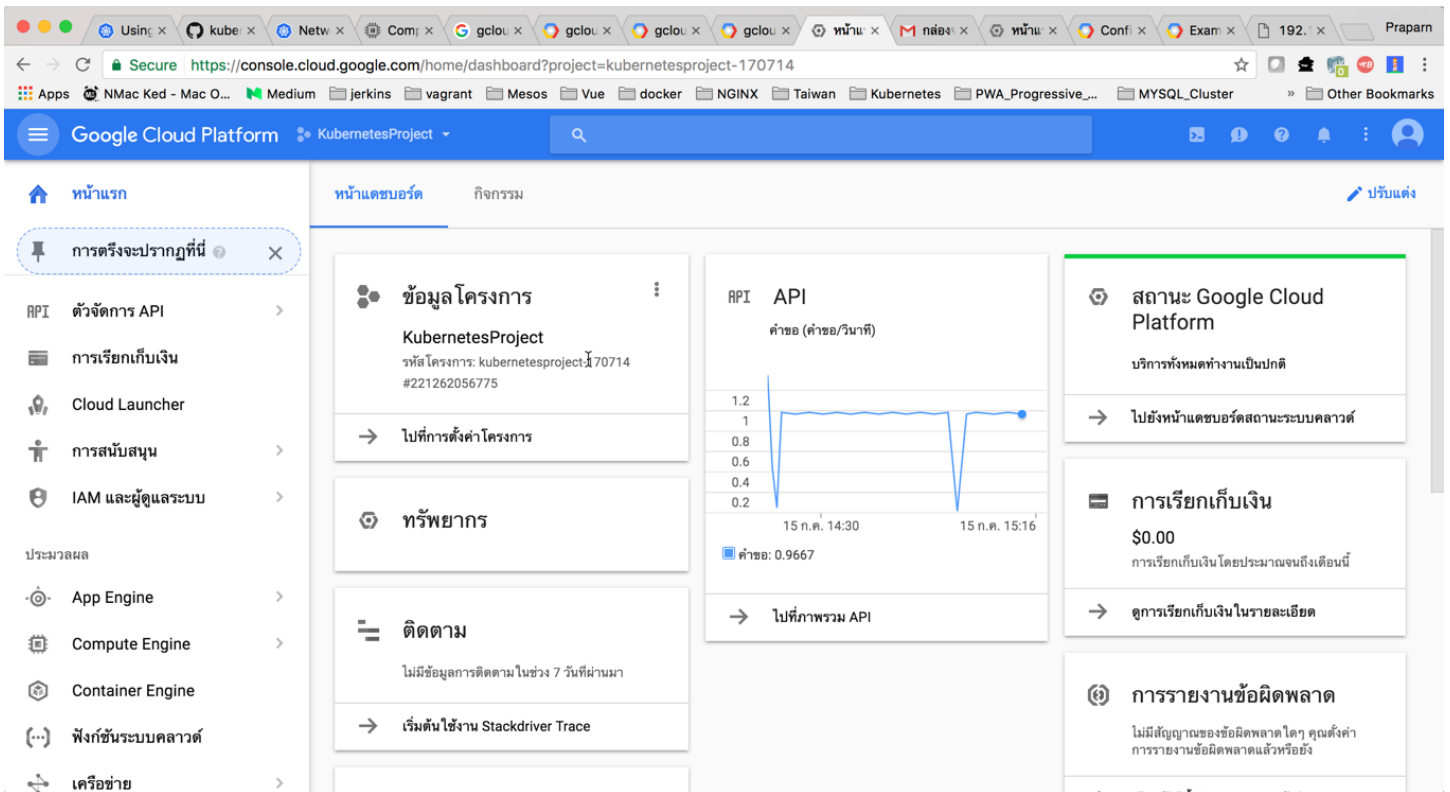 Using
kuber
Netw
Comp
gclou
gclou
gclou
gclou
หน้าแ
กล่อง
หน้าแ
Confi
Exam
192.1
Praparn
Secure
https://console.cloud.google.com/home/dashboard?project=kubernetesproject-170714
Apps
NMac Ked - Mac O...
Medium
jerkins
vagrant
Mesos
Vue
docker
NGINX
Taiwan
Kubernetes
PWA_Progressive_...
MYSQL_Cluster
»
Other Bookmarks
Google Cloud Platform
KubernetesProject
หน้าแรก
การตรึงจะปรากฏที่นี่
API ตัวจัดการ API
การเรียกเก็บเงิน
Cloud Launcher
การสนับสนุน
IAM และผู้ดูแลระบบ
ประมวลผล
App Engine
Compute Engine
Container Engine
ฟังก์ชันระบบคลาวด์
เครือข่าย
หน้าแดชบอร์ด
กิจกรรม
ปรับแต่ง
ข้อมูลโครงการ
KubernetesProject
รหัสโครงการ: kubernetesproject-170714
#221262056775
ไปที่การตั้งค่าโครงการ
ทรัพยากร
ติดตาม
ไม่มีข้อมูลการติดตามในช่วง 7 วันที่ผ่านมา
เริ่มต้นใช้งาน Stackdriver Trace
API API
คำขอ (คำขอ/วินาที)
1.2
1
0.8
0.6
0.4
0.2
15 ก.ค. 14:30
15 ก.ค. 15:16
คำขอ: 0.9667
ไปที่ภาพรวม API
สถานะ Google Cloud
Platform
บริการทั้งหมดทำงานเป็นปกติ
ไปยังหน้าแดชบอร์ดสถานะระบบคลาวด์
การเรียกเก็บเงิน
$0.00
การเรียกเก็บเงินโดยประมาณจนถึงเดือนนี้
ดูการเรียกเก็บเงินในรายละเอียด
การรายงานข้อผิดพลาด
ไม่มีสัญญาณของข้อผิดพลาดใดๆ คุณตั้งค่า
การรายงานข้อผิดพลาดแล้วหรือยัง